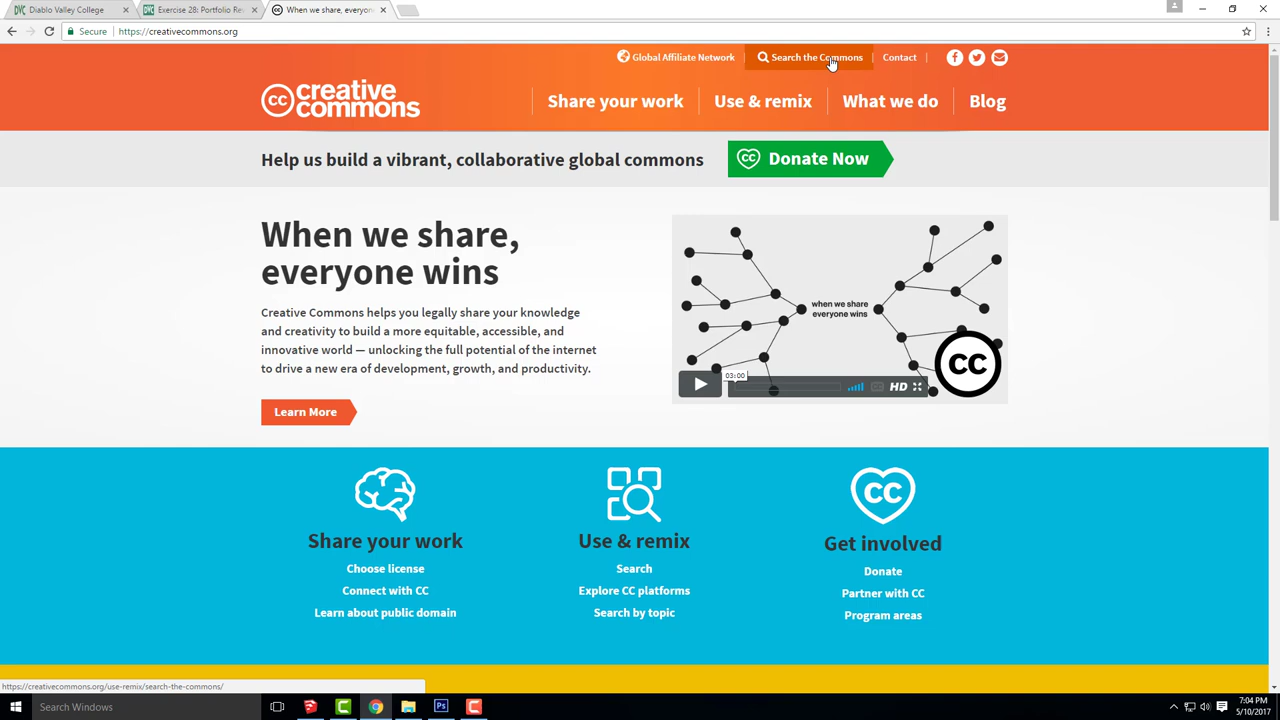 Diablo Valley College
Exercise 28: Portfolio Re
When we share, everyone
Secure
https://creativecommons.org
Global Affiliate Network
Search the Commons
Contact
creative
commons
cc
Share your work
Use & remix
What we do
Blog
Help us build a vibrant, collaborative global commons
Donate Now
When we share,
everyone wins
Creative Commons helps you legally share your knowledge
and creativity to build a more equitable, accessible, and
innovative world — unlocking the full potential of the internet
to drive a new era of development, growth, and productivity.
Learn More
when we share
everyone wins
cc
03:00
HD
Share your work
Choose license
Connect with CC
Learn about public domain
Use & remix
Search
Explore CC platforms
Search by topic
Get involved
Donate
Partner with CC
Program areas
https://creativecommons.org/use-remix/search-the-commons/
Search Windows
7:04 PM
5/10/2017